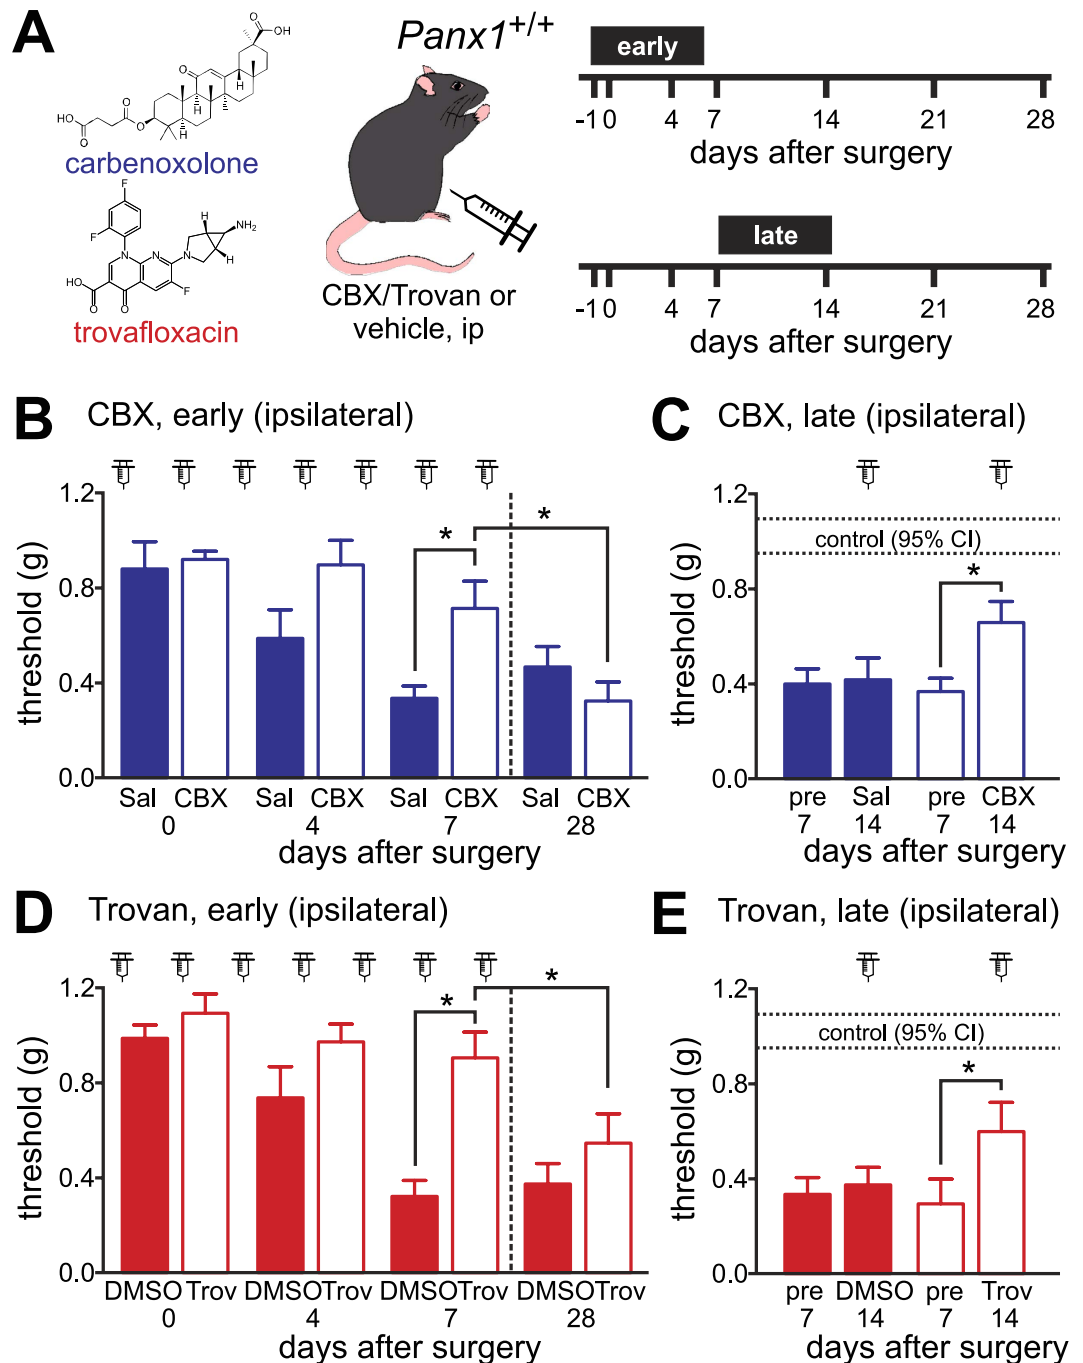 A
OH
O
HO
O
O
O
H
H
carbenoxolone
F
F
H
NH2
N
N
N
H
HO
O
O
F
trovafloxacin
Panx1+/+
CBX/Trovan or
vehicle, ip
early
-1 0 4 7 14 21 28
days after surgery
late
-1 0 4 7 14 21 28
days after surgery
B CBX, early (ipsilateral)
threshold (g)
1.2
0.8
0.4
0.0
* *
Sal CBX Sal CBX Sal CBX Sal CBX
0 4 7 28
days after surgery
C CBX, late (ipsilateral)
threshold (g)
1.2
0.8
0.4
0.0
control (95% CI)
*
pre Sal pre CBX
7 14 7 14
days after surgery
D Trovan, early (ipsilateral)
threshold (g)
1.2
0.8
0.4
0.0
* *
DMSO Trov DMSO Trov DMSO Trov DMSO Trov
0 4 7 28
days after surgery
E Trovan, late (ipsilateral)
threshold (g)
1.2
0.8
0.4
0.0
control (95% CI)
*
pre DMSO pre Trov
7 14 7 14
days after surgery